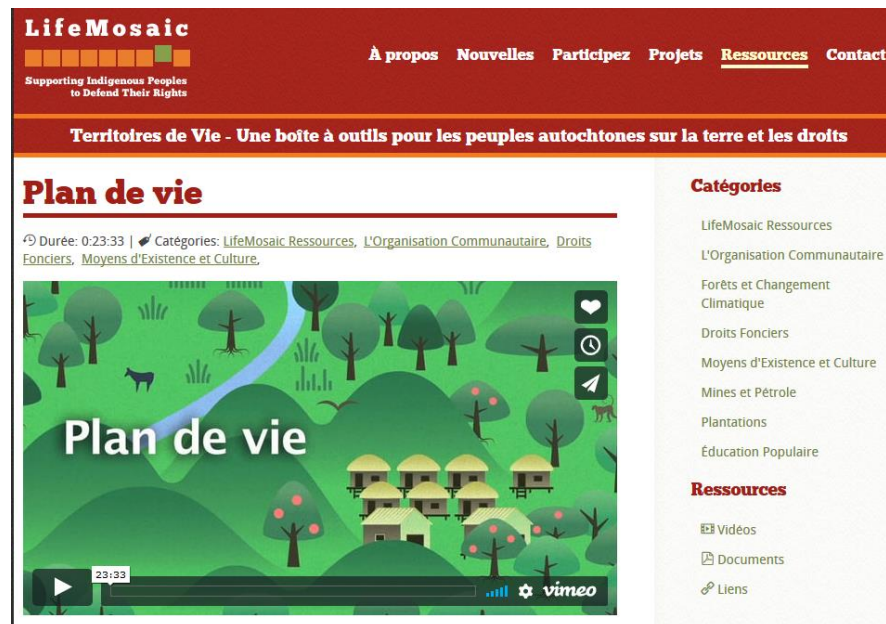 LifeMosaic
Supporting Indigenous Peoples
to Defend Their Rights
À propos Nouvelles Participez Projets Ressources Contact
Territoires de Vie - Une boîte à outils pour les peuples autochtones sur la terre et les droits
Plan de vie
Durée: 0:23:33 | Catégories: LifeMosaic Ressources, L'Organisation Communautaire, Droits
Fonciers, Moyens d'Existence et Culture,
Plan de vie
23:33
vimeo
Catégories
LifeMosaic Ressources
L'Organisation Communautaire
Forêts et Changement
Climatique
Droits Fonciers
Moyens d'Existence et Culture
Mines et Pétrole
Plantations
Éducation Populaire
Ressources
Vidéos
Documents
Liens